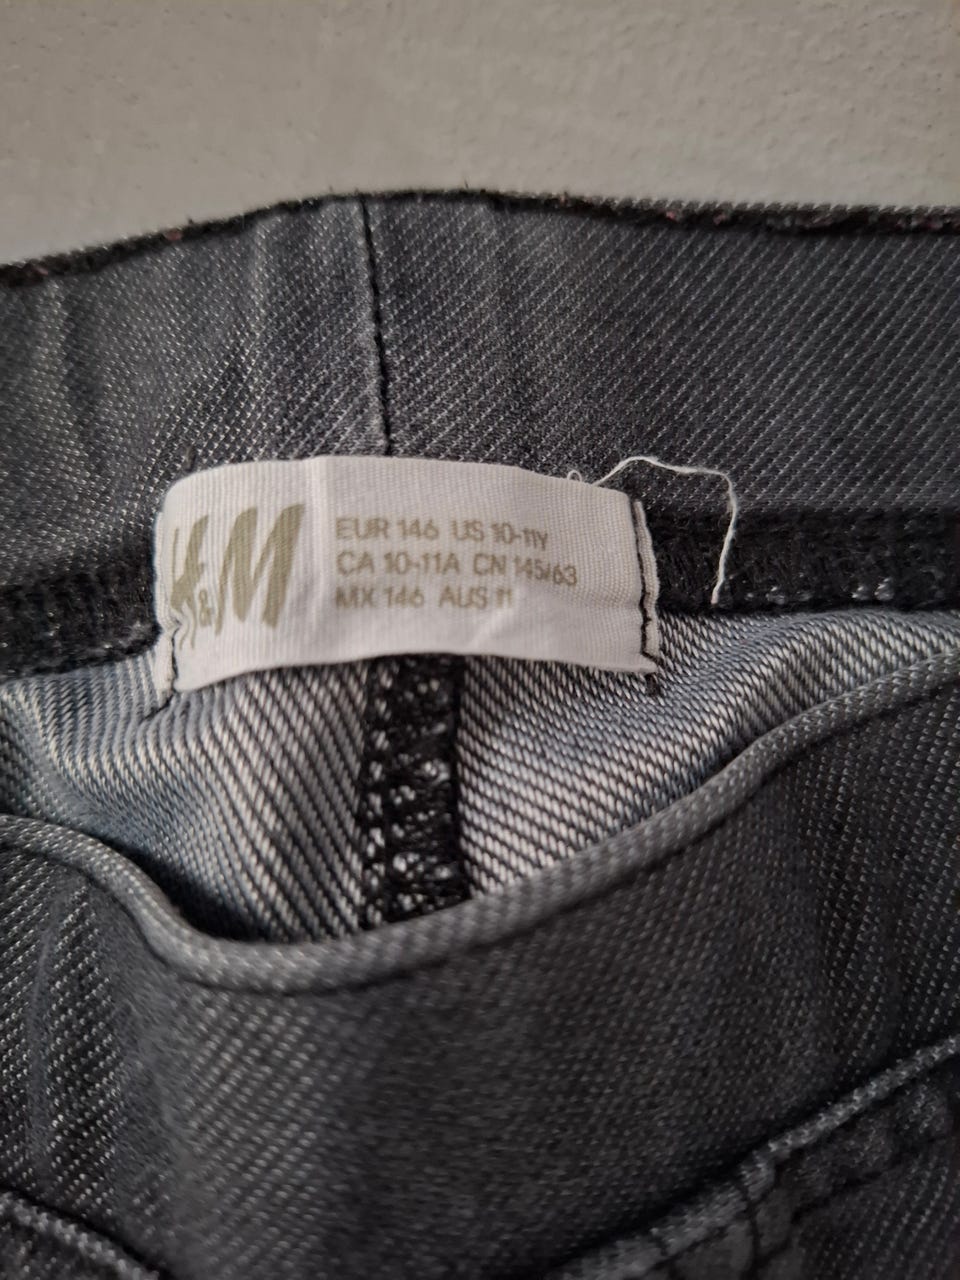 H&M
EUR 146 US 10-11Y
CA 10-11A CN 145/63
MX 146 AUS 11